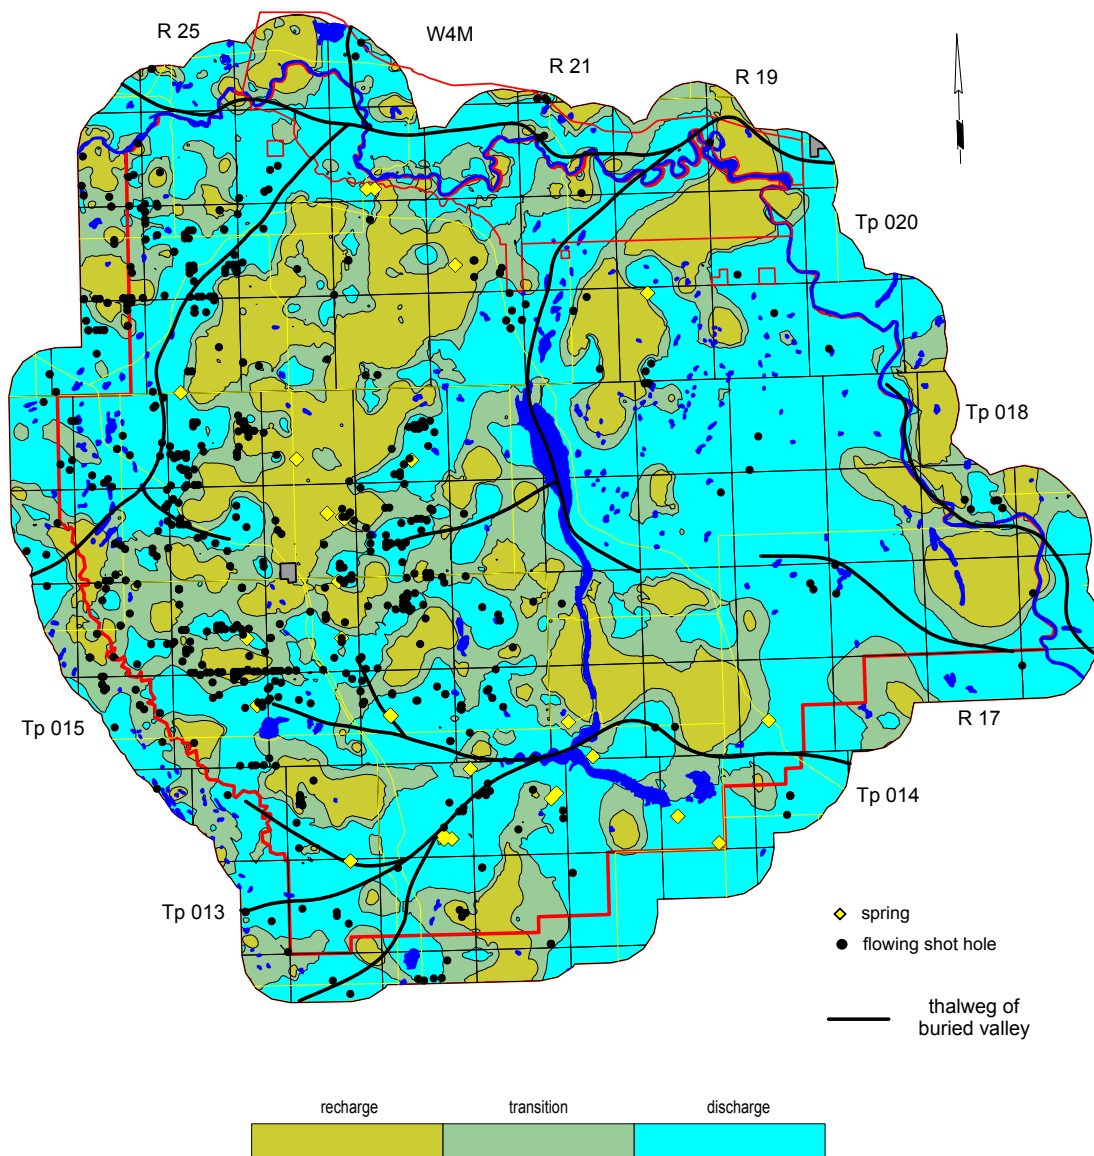 R 25
W4M
R 21
R 19
Tp 020
Tp 018
R 17
Tp 015
Tp 014
Tp 013
spring
flowing shot hole
thalweg of
buried valley
recharge transition discharge